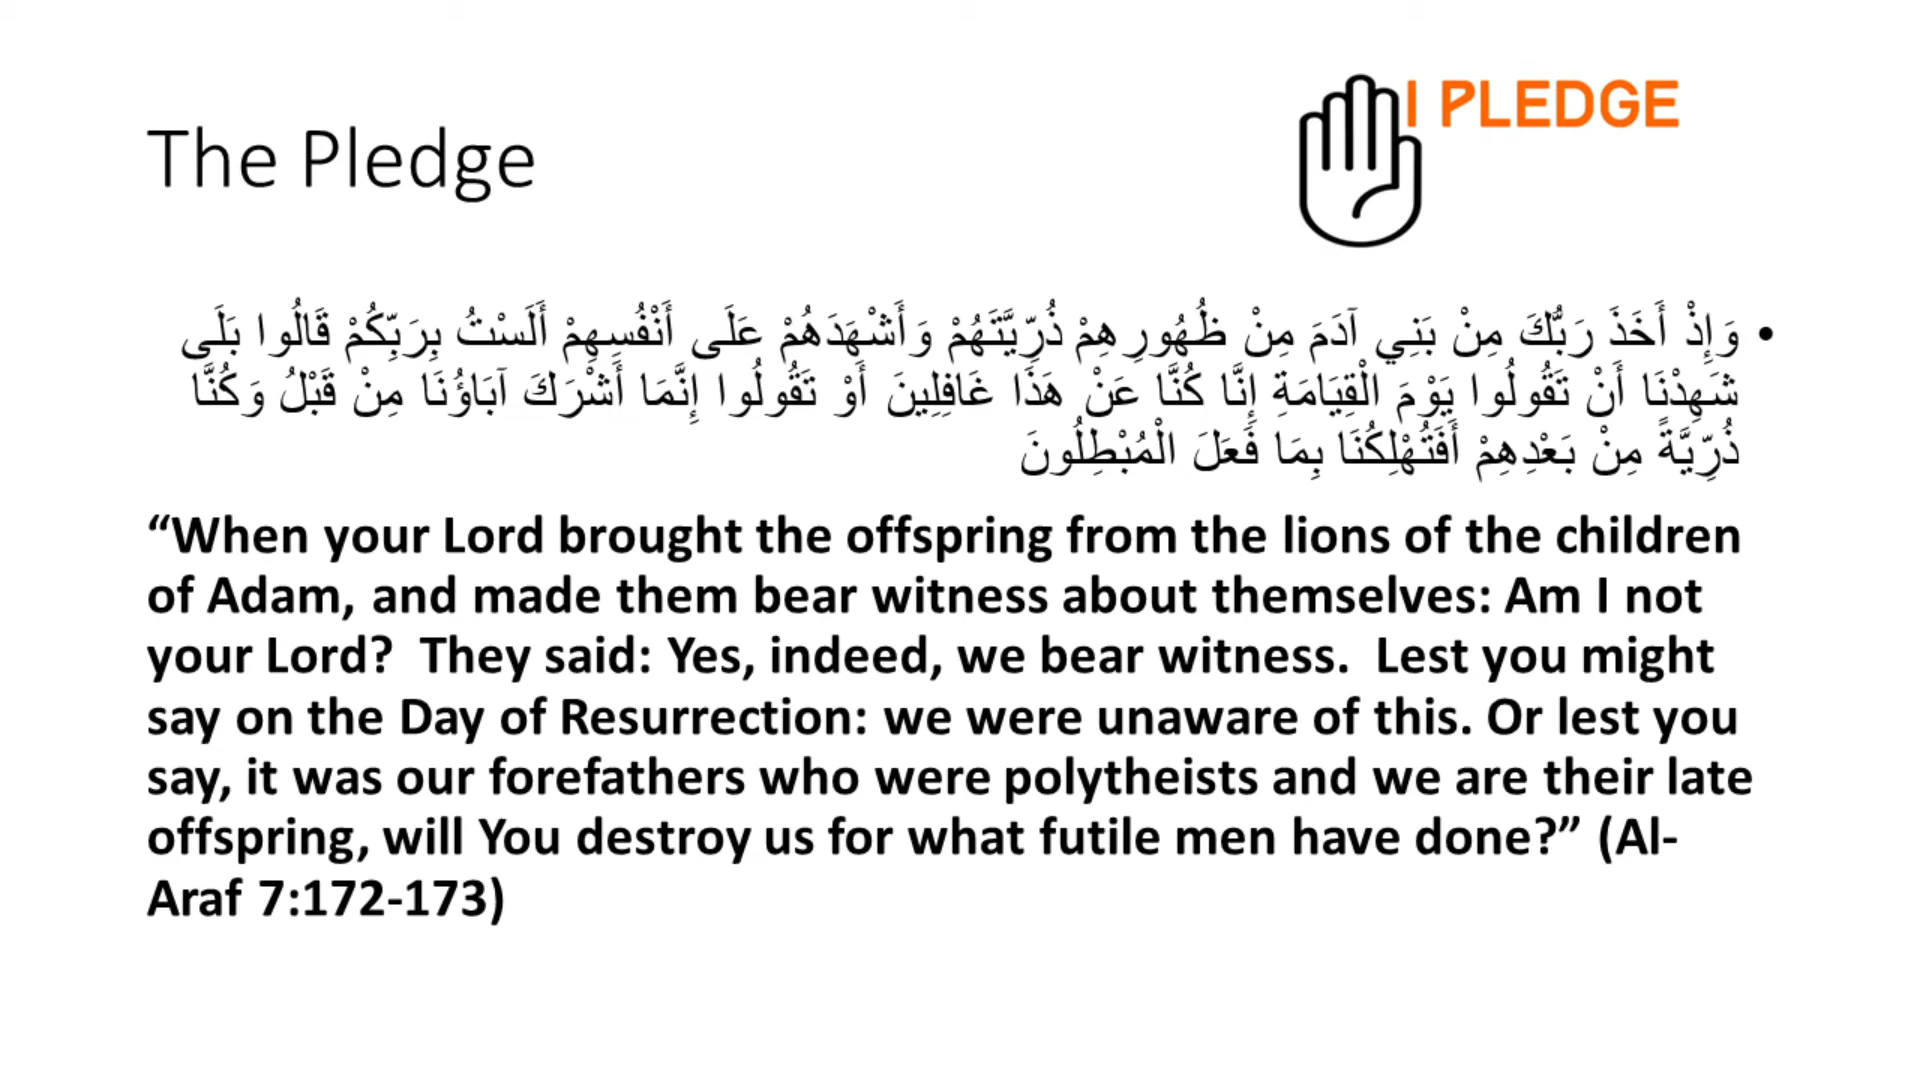 The Pledge
I PLEDGE
• وَإِذْ أَخَذَ رَبُّكَ مِنْ بَنِي آدَمَ مِنْ ظُهُورِهِمْ ذُرِّيَّتَهُمْ وَأَشْهَدَهُمْ عَلَى أَنْفُسِهِمْ أَلَسْتُ بِرَبِّكُمْ قَالُوا بَلَى
شَهِدْنَا أَنْ تَقُولُوا يَوْمَ الْقِيَامَةِ إِنَّا كُنَّا عَنْ هَذَا غَافِلِينَ أَوْ تَقُولُوا إِنَّمَا أَشْرَكَ آبَاؤُنَا مِنْ قَبْلُ وَكُنَّا
ذُرِّيَّةً مِنْ بَعْدِهِمْ أَفَتُهْلِكُنَا بِمَا فَعَلَ الْمُبْطِلُونَ
“When your Lord brought the offspring from the lions of the children
of Adam, and made them bear witness about themselves: Am I not
your Lord?  They said: Yes, indeed, we bear witness.  Lest you might
say on the Day of Resurrection: we were unaware of this. Or lest you
say, it was our forefathers who were polytheists and we are their late
offspring, will You destroy us for what futile men have done?” (Al-
Araf 7:172-173)